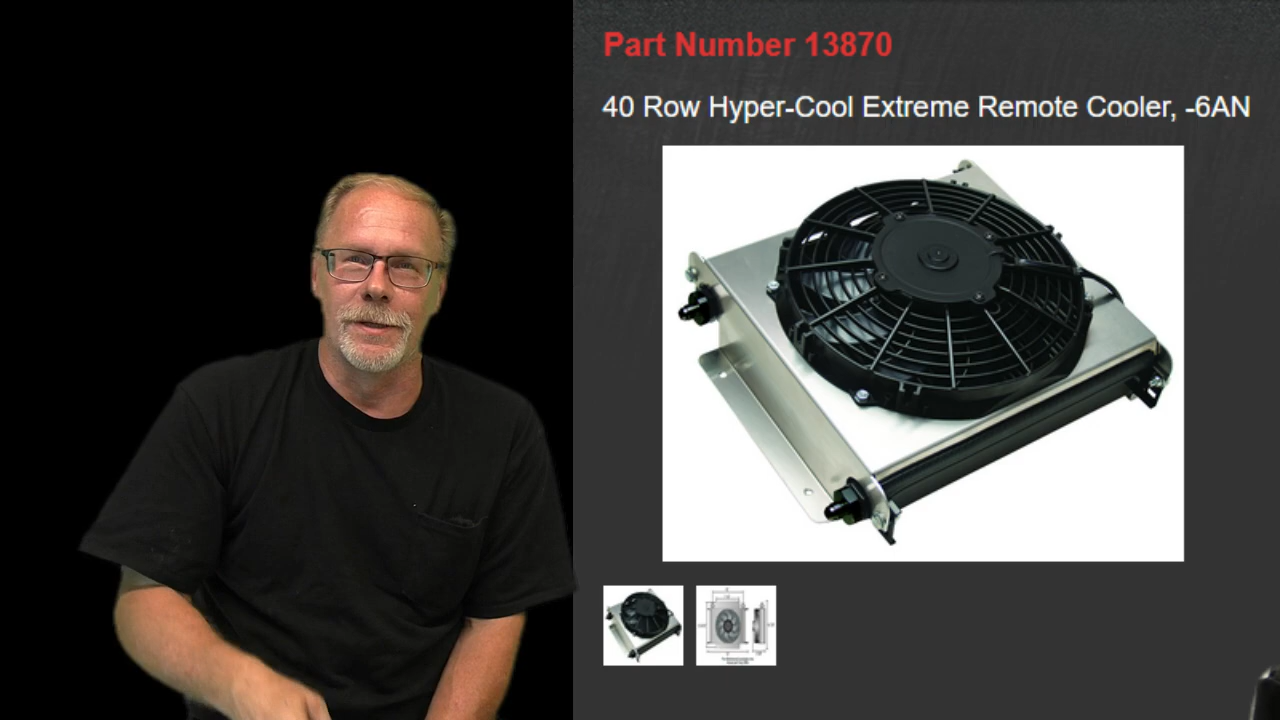 Part Number 13870
40 Row Hyper-Cool Extreme Remote Cooler, -6AN